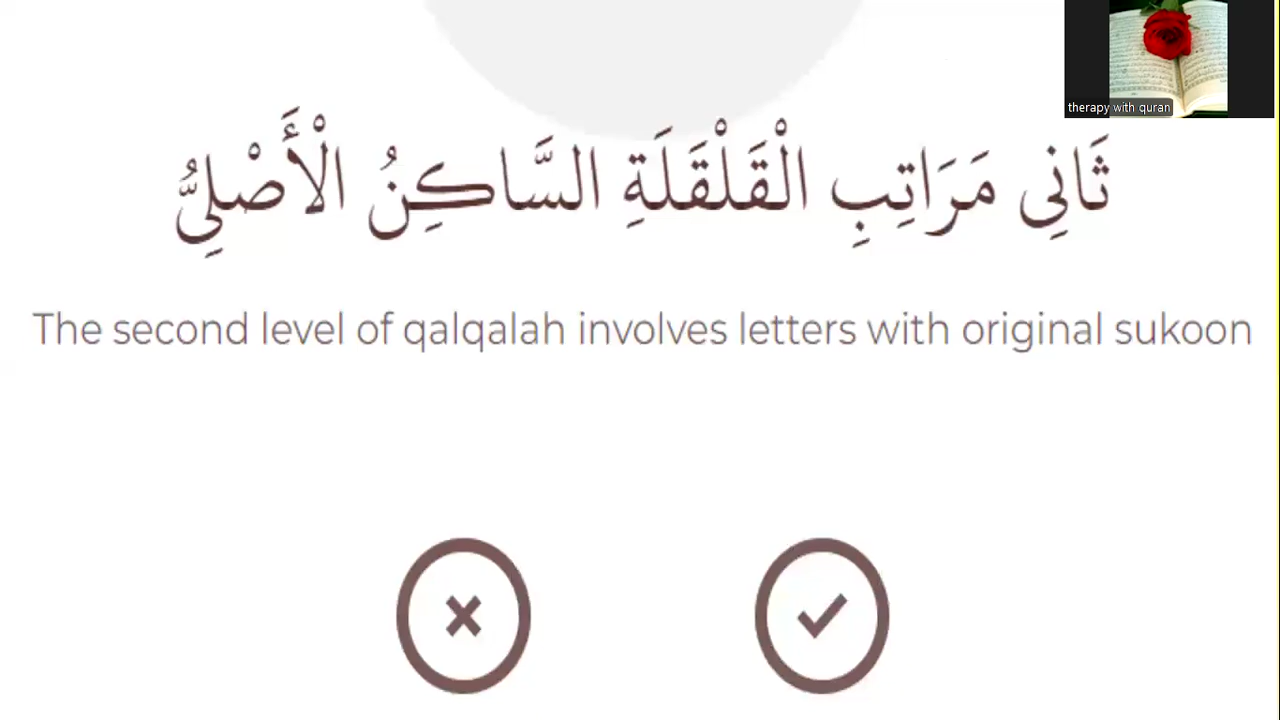 therapy with quran
ثَانِي مَرَاتِبِ الْقَلْقَلَةِ السَّاكِنُ الْأَصْلِيُّ
The second level of qalqalah involves letters with original sukoon